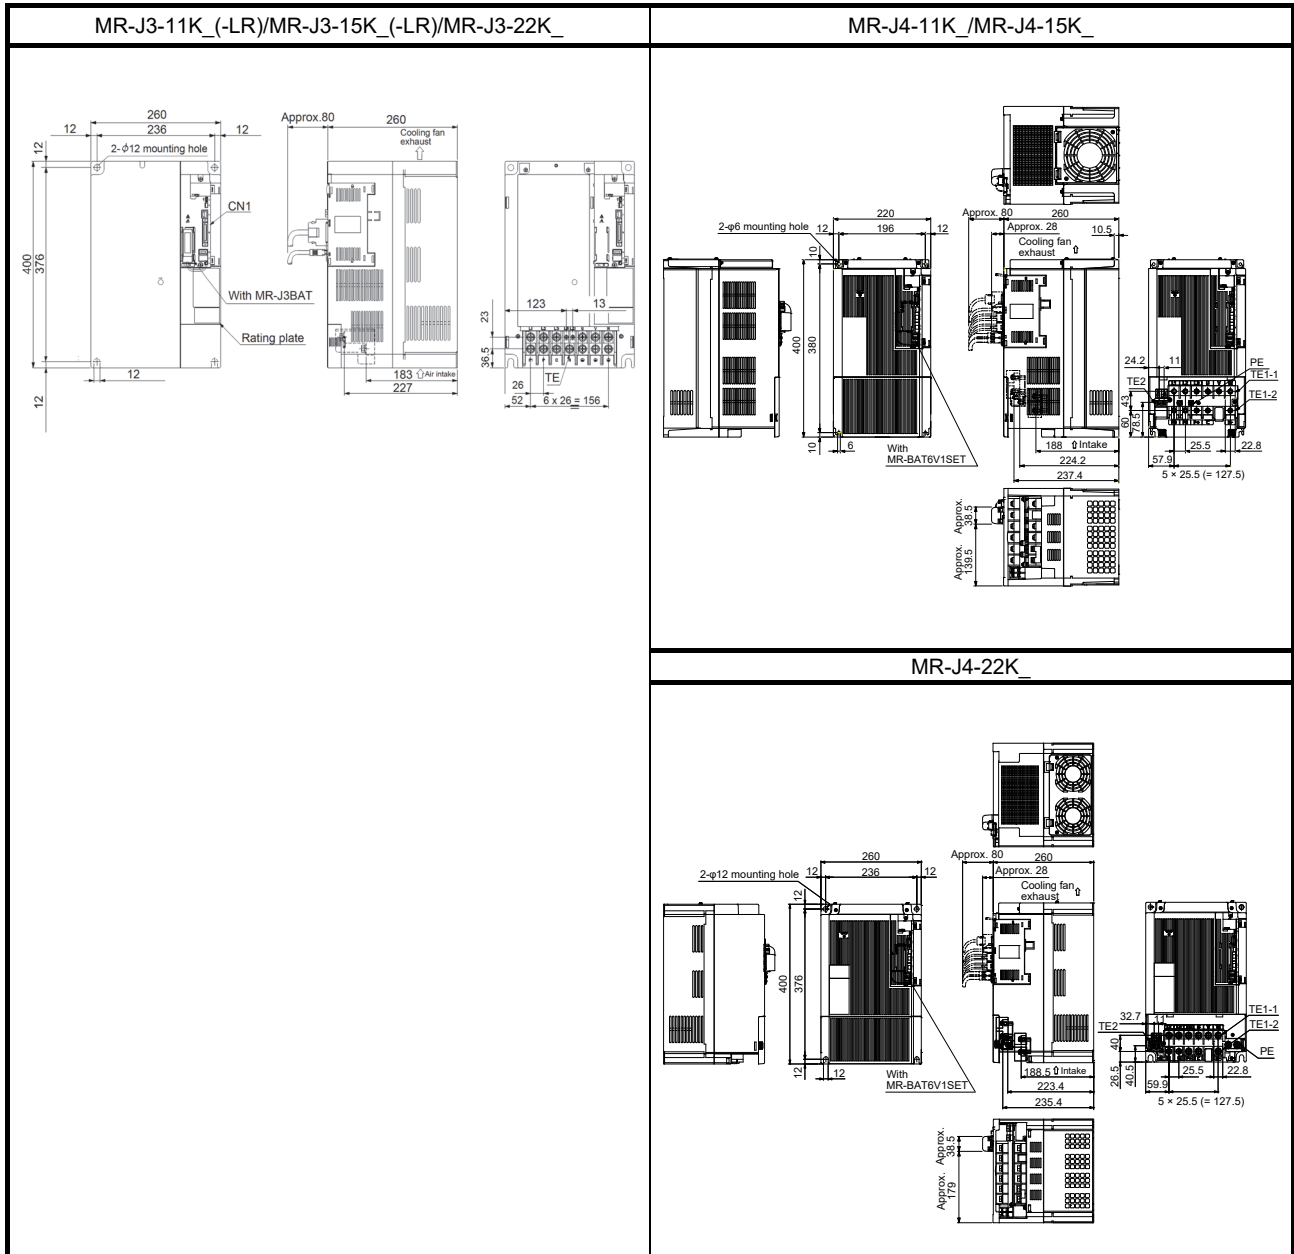 MR-J3-11K_(-LR)/MR-J3-15K_(-LR)/MR-J3-22K_
260
12
236
12
12
2-ϕ12 mounting hole
CN1
400
376
With MR-J3BAT
Rating plate
12
12
Approx.80
260
Cooling fan
exhaust
183
Air intake
227
123
13
23
36.5
TE
26
52
6 x 26 = 156
MR-J4-11K_/MR-J4-15K_
220
2-φ6 mounting hole
12
196
12
10
400
380
10
6
With
MR-BAT6V1SET
Approx. 80
260
Approx. 28
10.5
Cooling fan
exhaust
188
Intake
224.2
237.4
24.2
11
PE
TE1-1
TE2
TE1-2
43
60
78.5
25.5
22.8
57.9
5 × 25.5 (= 127.5)
Approx.
38.5
Approx.
139.5
MR-J4-22K_
260
2-φ12 mounting hole
12
236
12
12
400
376
12
12
With
MR-BAT6V1SET
Approx. 80
260
Approx. 28
Cooling fan
exhaust
188.5
Intake
223.4
235.4
32.7
11
TE1-1
TE2
TE1-2
40
PE
26.5
40.5
25.5
22.8
59.9
5 × 25.5 (= 127.5)
Approx.
38.5
Approx.
179